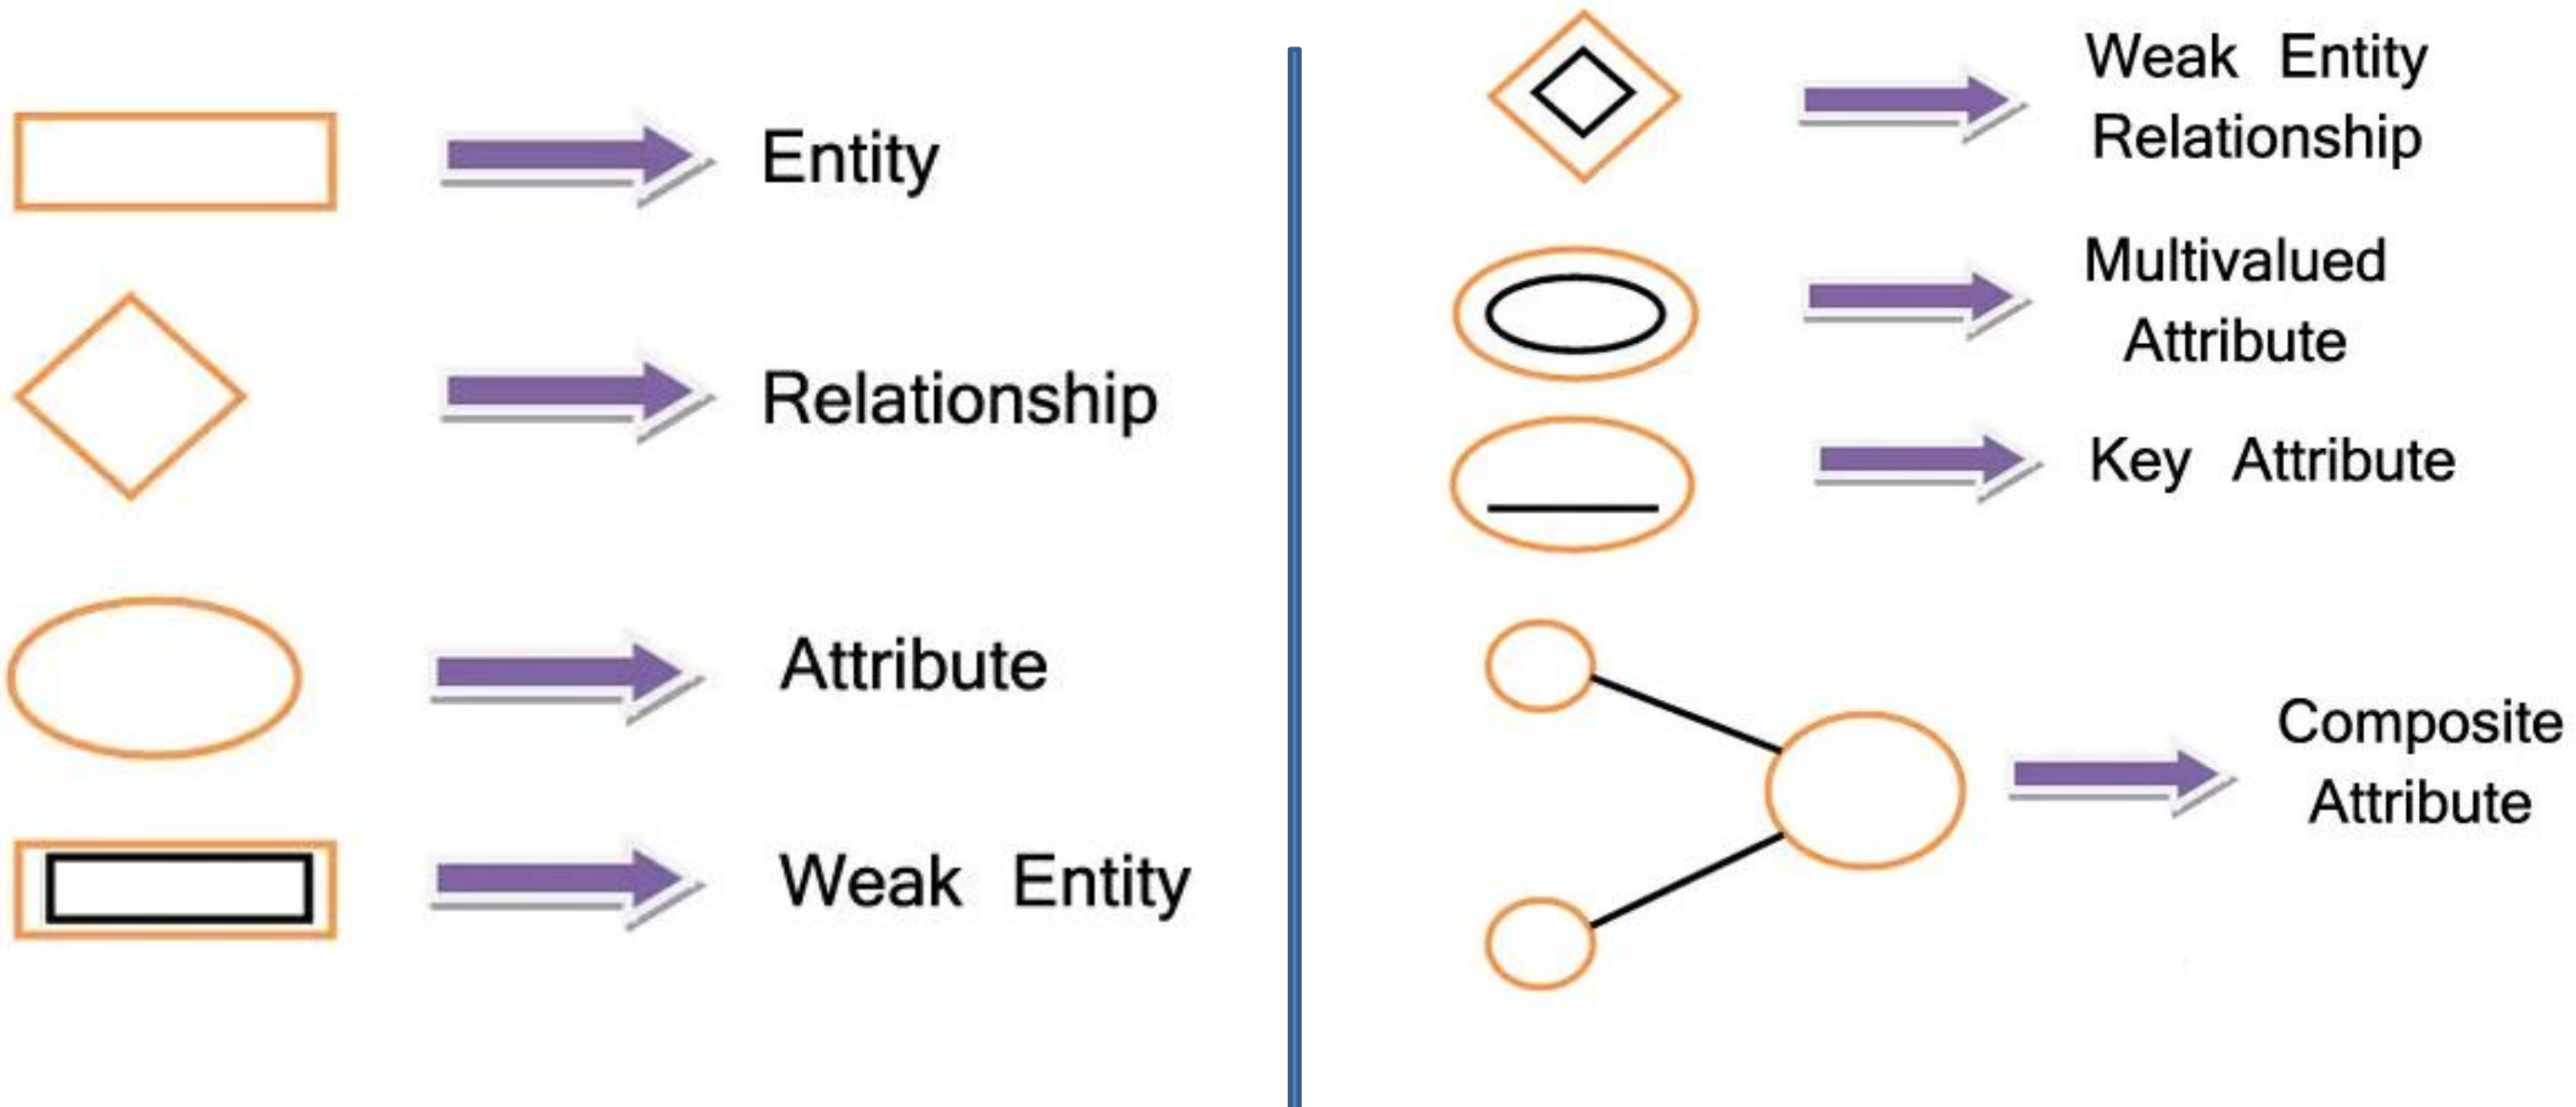 Entity
Relationship
Attribute
Weak Entity
Weak Entity
Relationship
Multivalued
Attribute
Key Attribute
Composite
Attribute